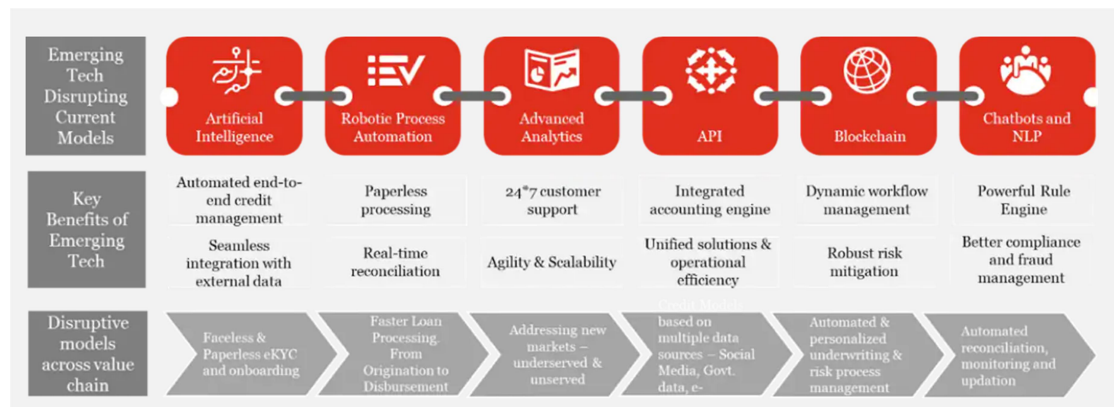 Emerging
Tech
Disrupting
Current
Models
Artificial
Intelligence
Robotic Process
Automation
Advanced
Analytics
API
Blockchain
Chatbots and
NLP
Key
Benefits of
Emerging
Tech
Automated end-to-
end credit
management
Paperless
processing
24*7 customer
support
Integrated
accounting engine
Dynamic workflow
management
Powerful Rule
Engine
Seamless
integration with
external data
Real-time
reconciliation
Agility & Scalability
Unified solutions &
operational
efficiency
Robust risk
mitigation
Better compliance
and fraud
management
Disruptive
models
across value
chain
Faceless &
Paperless eKYC
and onboarding
Faster Loan
Processing.
From
Origination to
Disbursement
Addressing new
markets –
underserved &
unserved
Credit Models
based on
multiple data
sources – Social
Media, Govt.
data, e-
Automated &
personalized
underwriting &
risk process
management
Automated
reconciliation,
monitoring and
updation